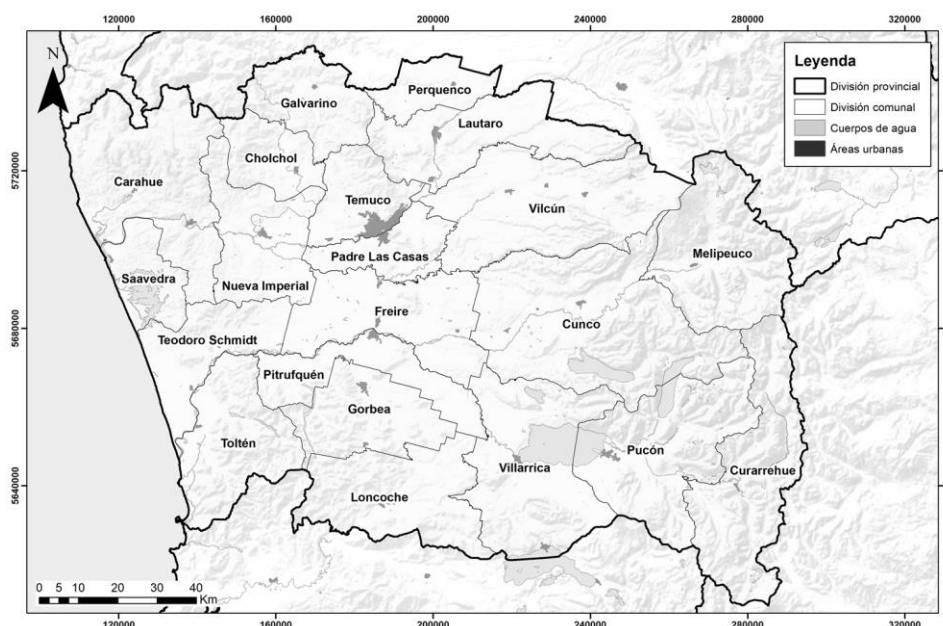 120000 160000 200000 240000 280000 320000
N
Leyenda
División provincial
División comunal
Cuerpos de agua
Áreas urbanas
Perquenco
Galvarino
Lautaro
Cholchol
5720000
5720000
Carahue
Temuco
Vilcún
Padre Las Casas
Melipeuco
Saavedra
Nueva Imperial
Freire
Cunco
5680000
5680000
Teodoro Schmidt
Pitrufquén
Gorbea
Toltén
Pucón
Villarrica
Curarrehue
5640000
5640000
Loncoche
0 5 10 20 30 40
Km
120000 160000 200000 240000 280000 320000